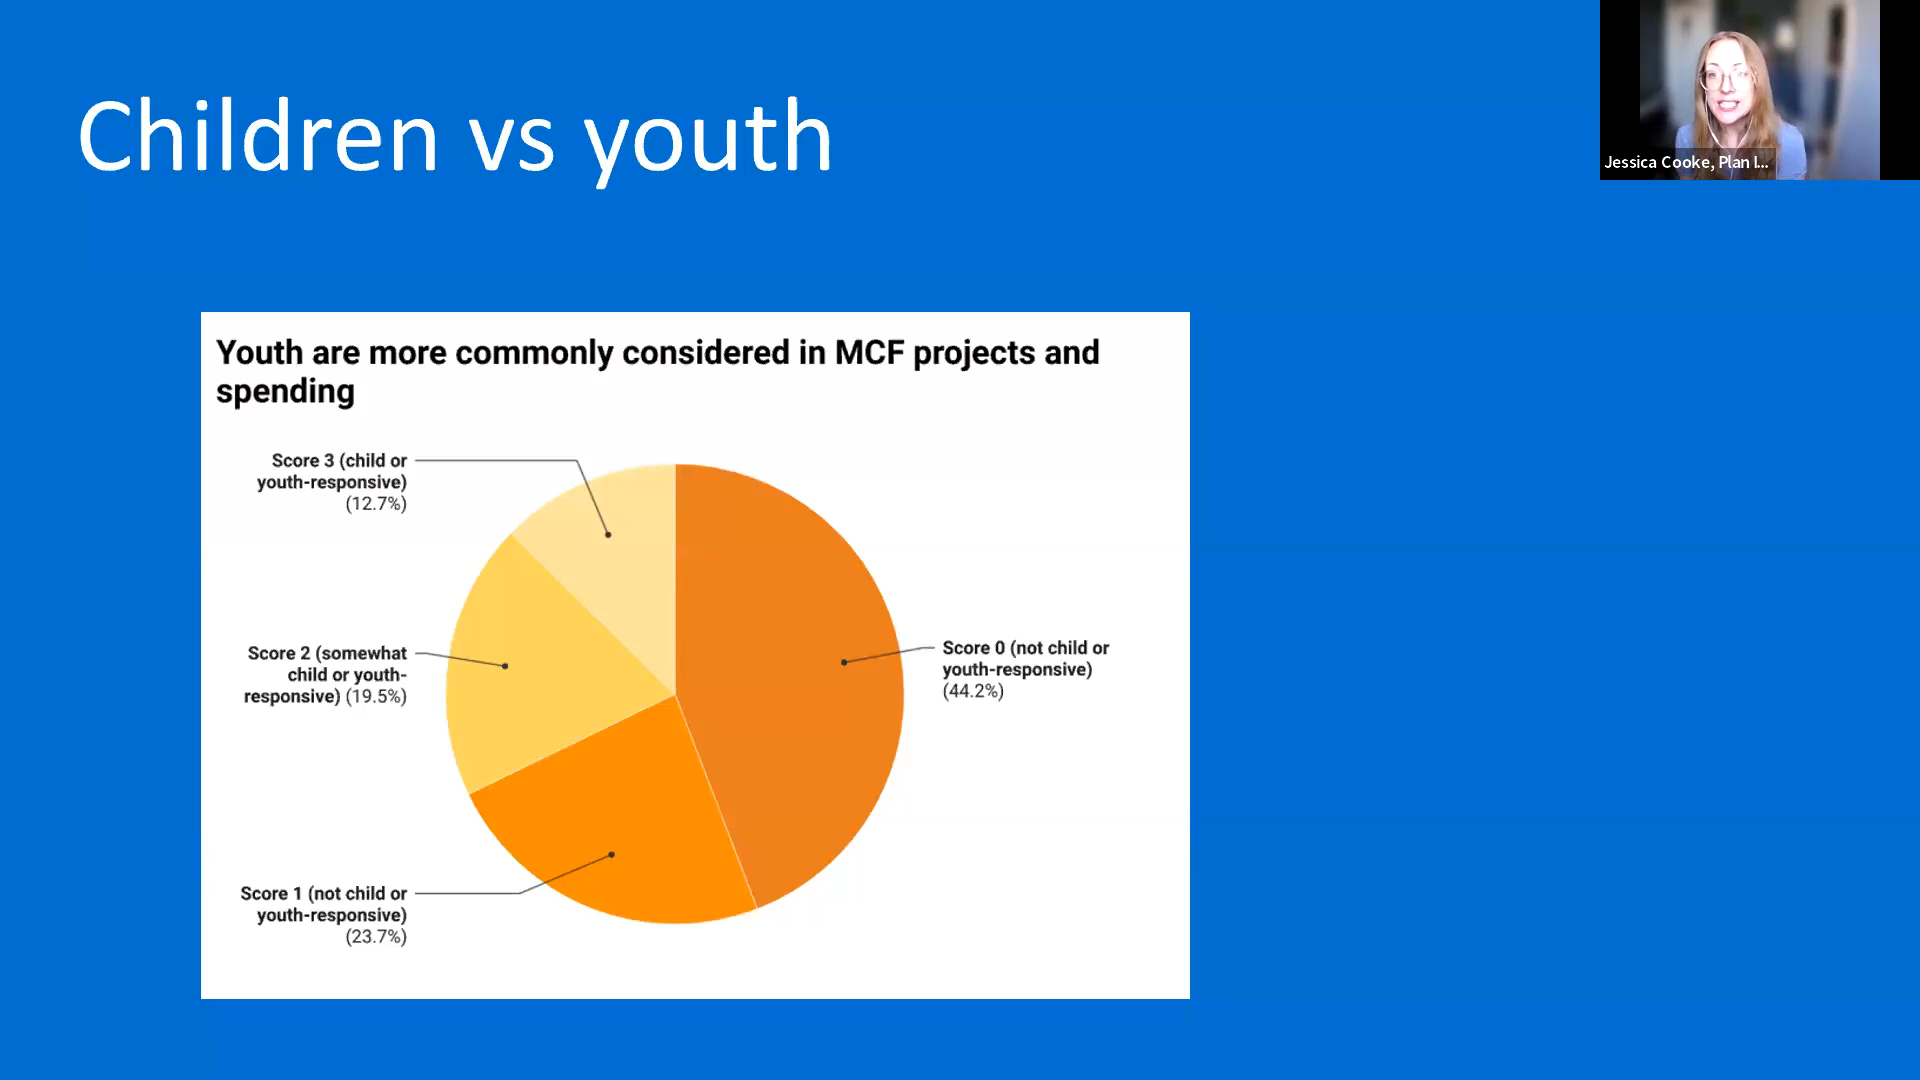 Children vs youth
Jessica Cooke, Plan I...
Youth are more commonly considered in MCF projects and
spending
Score 3 (child or
youth-responsive)
(12.7%)
Score 2 (somewhat
child or youth-
responsive) (19.5%)
Score 0 (not child or
youth-responsive)
(44.2%)
Score 1 (not child or
youth-responsive)
(23.7%)